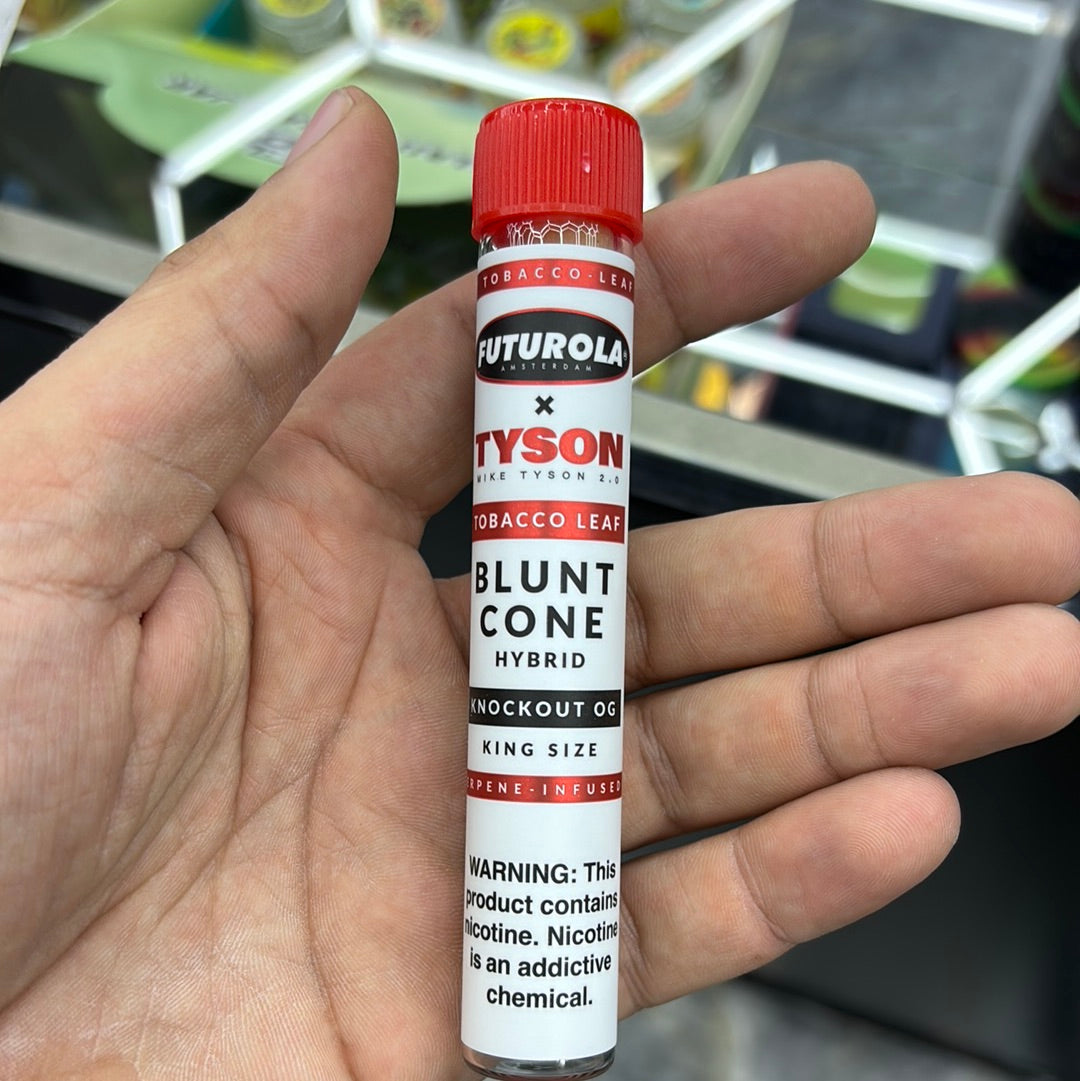 TOBACCO-LEAF
FUTUROLA®
AMSTERDAM
X
TYSON
MIKE TYSON 2.0
TOBACCO LEAF
BLUNT
CONE
HYBRID
KNOCKOUT OG
KING SIZE
ERPENE-INFUSED
WARNING: This
product contains
nicotine. Nicotine
is an addictive
chemical.